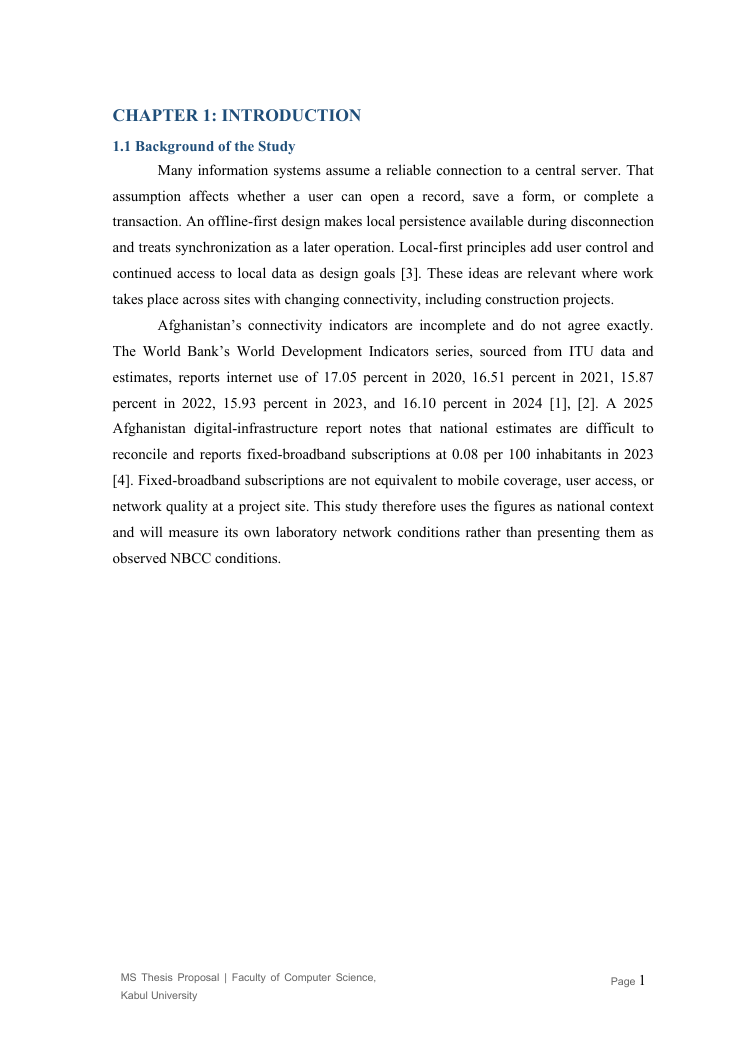 CHAPTER 1: INTRODUCTION
1.1 Background of the Study
Many information systems assume a reliable connection to a central server. That
assumption affects whether a user can open a record, save a form, or complete a
transaction. An offline-first design makes local persistence available during disconnection
and treats synchronization as a later operation. Local-first principles add user control and
continued access to local data as design goals [3]. These ideas are relevant where work
takes place across sites with changing connectivity, including construction projects.
Afghanistan’s connectivity indicators are incomplete and do not agree exactly.
The World Bank’s World Development Indicators series, sourced from ITU data and
estimates, reports internet use of 17.05 percent in 2020, 16.51 percent in 2021, 15.87
percent in 2022, 15.93 percent in 2023, and 16.10 percent in 2024 [1], [2]. A 2025
Afghanistan digital-infrastructure report notes that national estimates are difficult to
reconcile and reports fixed-broadband subscriptions at 0.08 per 100 inhabitants in 2023
[4]. Fixed-broadband subscriptions are not equivalent to mobile coverage, user access, or
network quality at a project site. This study therefore uses the figures as national context
and will measure its own laboratory network conditions rather than presenting them as
observed NBCC conditions.
MS Thesis Proposal | Faculty of Computer Science,
Kabul University
Page 1